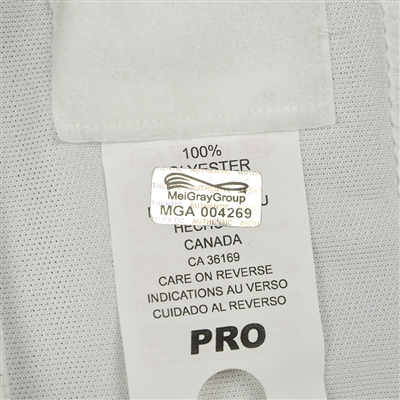 100%
MeiGrayGroup
MGA 004269
CANADA
CA 36169
CARE ON REVERSE
INDICATIONS AU VERSO
CUIDADO AL REVERSO
PRO